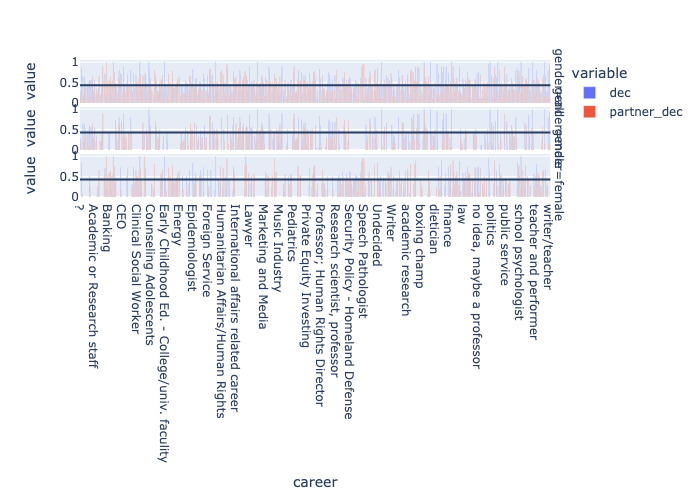 variable
dec
partner_dec
value
value
value
1
0.5
0
1
0.5
0
1
0.5
0
gender=female
?
Academic or Research staff
Banking
CEO
Clinical Social Worker
Counseling Adolescents
Early Childhood Ed. - College/univ. faculity
Energy
Epidemiologist
Foreign Service
Humanitarian Affairs/Human Rights
International affairs related career
Lawyer
Marketing and Media
Music Industry
Pediatrics
Private Equity Investing
Professor; Human Rights Director
Research scientist, professor
Security Policy - Homeland Defense
Speech Pathologist
Undecided
Writer
academic research
boxing champ
dietician
finance
law
no idea, maybe a professor
politics
public service
school psychologist
teacher and performer
writer/teacher
career